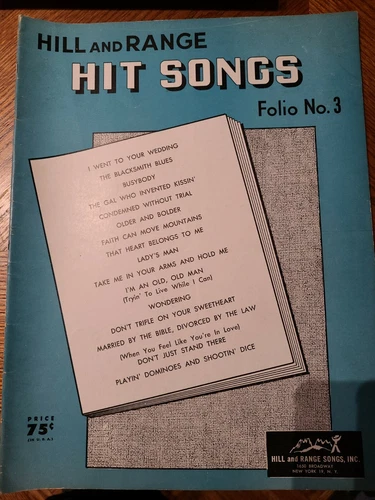 HILL AND RANGE
HIT SONGS
Folio No. 3
I WENT TO YOUR WEDDING
THE BLACKSMITH BLUES
BUSYBODY
THE GAL WHO INVENTED KISSIN'
CONDEMNED WITHOUT TRIAL
OLDER AND BOLDER
FAITH CAN MOVE MOUNTAINS
THAT HEART BELONGS TO ME
LADY'S MAN
TAKE ME IN YOUR ARMS AND HOLD ME
I'M AN OLD, OLD MAN
(Tryin' To Live While I Can)
WONDERING
DON'T TRIFLE ON YOUR SWEETHEART
MARRIED BY THE BIBLE, DIVORCED BY THE LAW
(When You Feel Like You're In Love)
DON'T JUST STAND THERE
PLAYIN' DOMINOES AND SHOOTIN' DICE
PRICE
75¢
(IN U.S.A.)
HILL and RANGE SONGS, INC.
1650 BROADWAY
NEW YORK 19, N. Y.